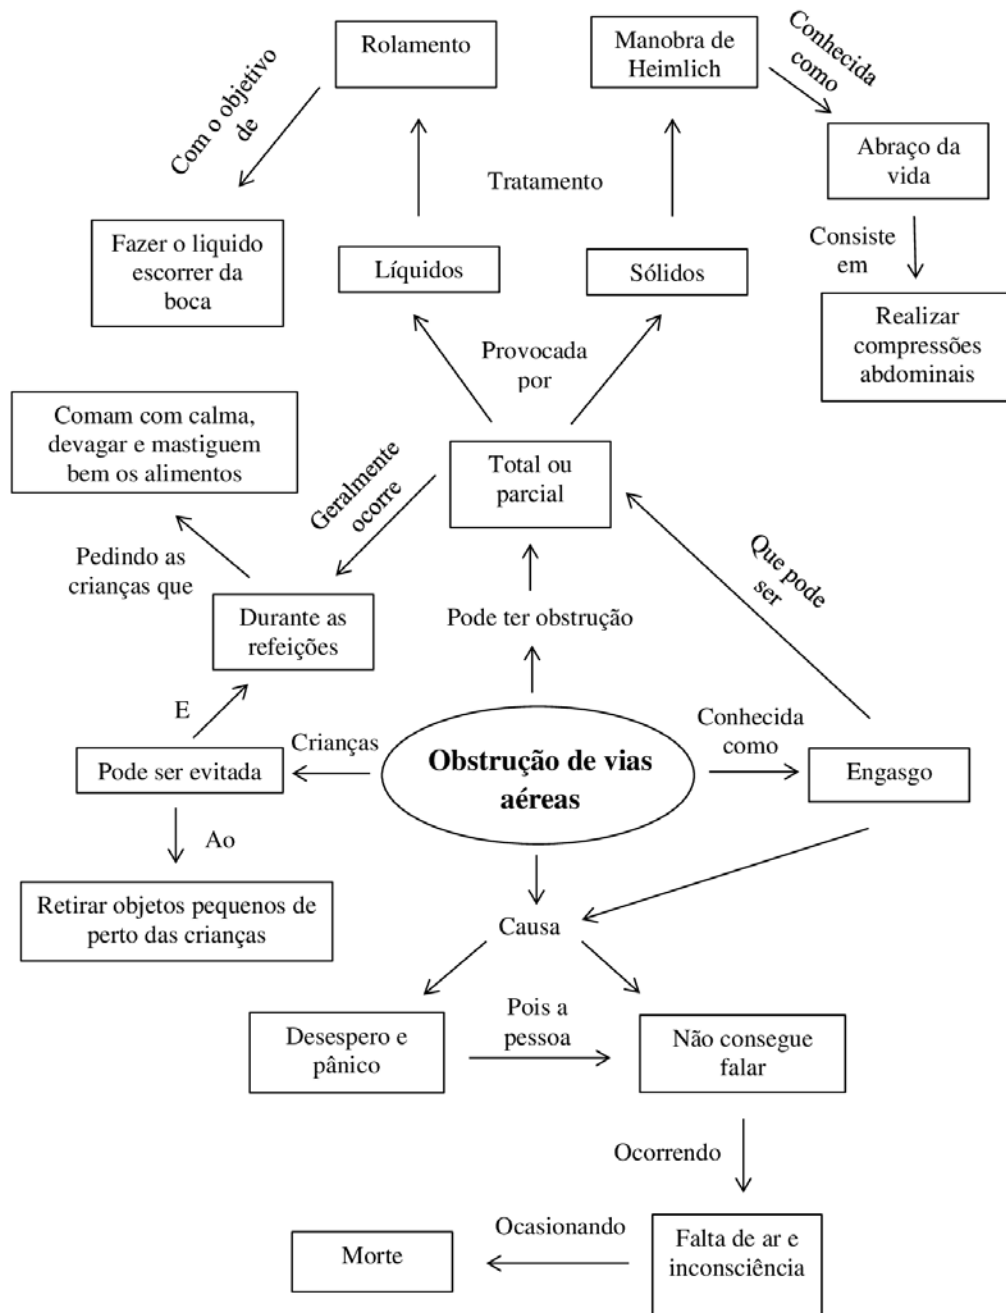 Rolamento
Manobra de
Heimlich
Conhecida
como
Com o objetivo
de
Abraço da
vida
Tratamento
Fazer o liquido
escorrer da
boca
Líquidos
Sólidos
Consiste
em
Realizar
compressões
abdominais
Provocada
por
Comam com calma,
devagar e mastiguem
bem os alimentos
Total ou
parcial
Geralmente
ocorre
Pedindo as
crianças que
Que pode
ser
Durante as
refeições
Pode ter obstrução
E
Crianças
Conhecida
como
Pode ser evitada
Obstrução de vias
aéreas
Engasgo
Ao
Retirar objetos pequenos de
perto das crianças
Causa
Desespero e
pânico
Pois a
pessoa
Não consegue
falar
Ocorrendo
Morte
Ocasionando
Falta de ar e
inconsciência